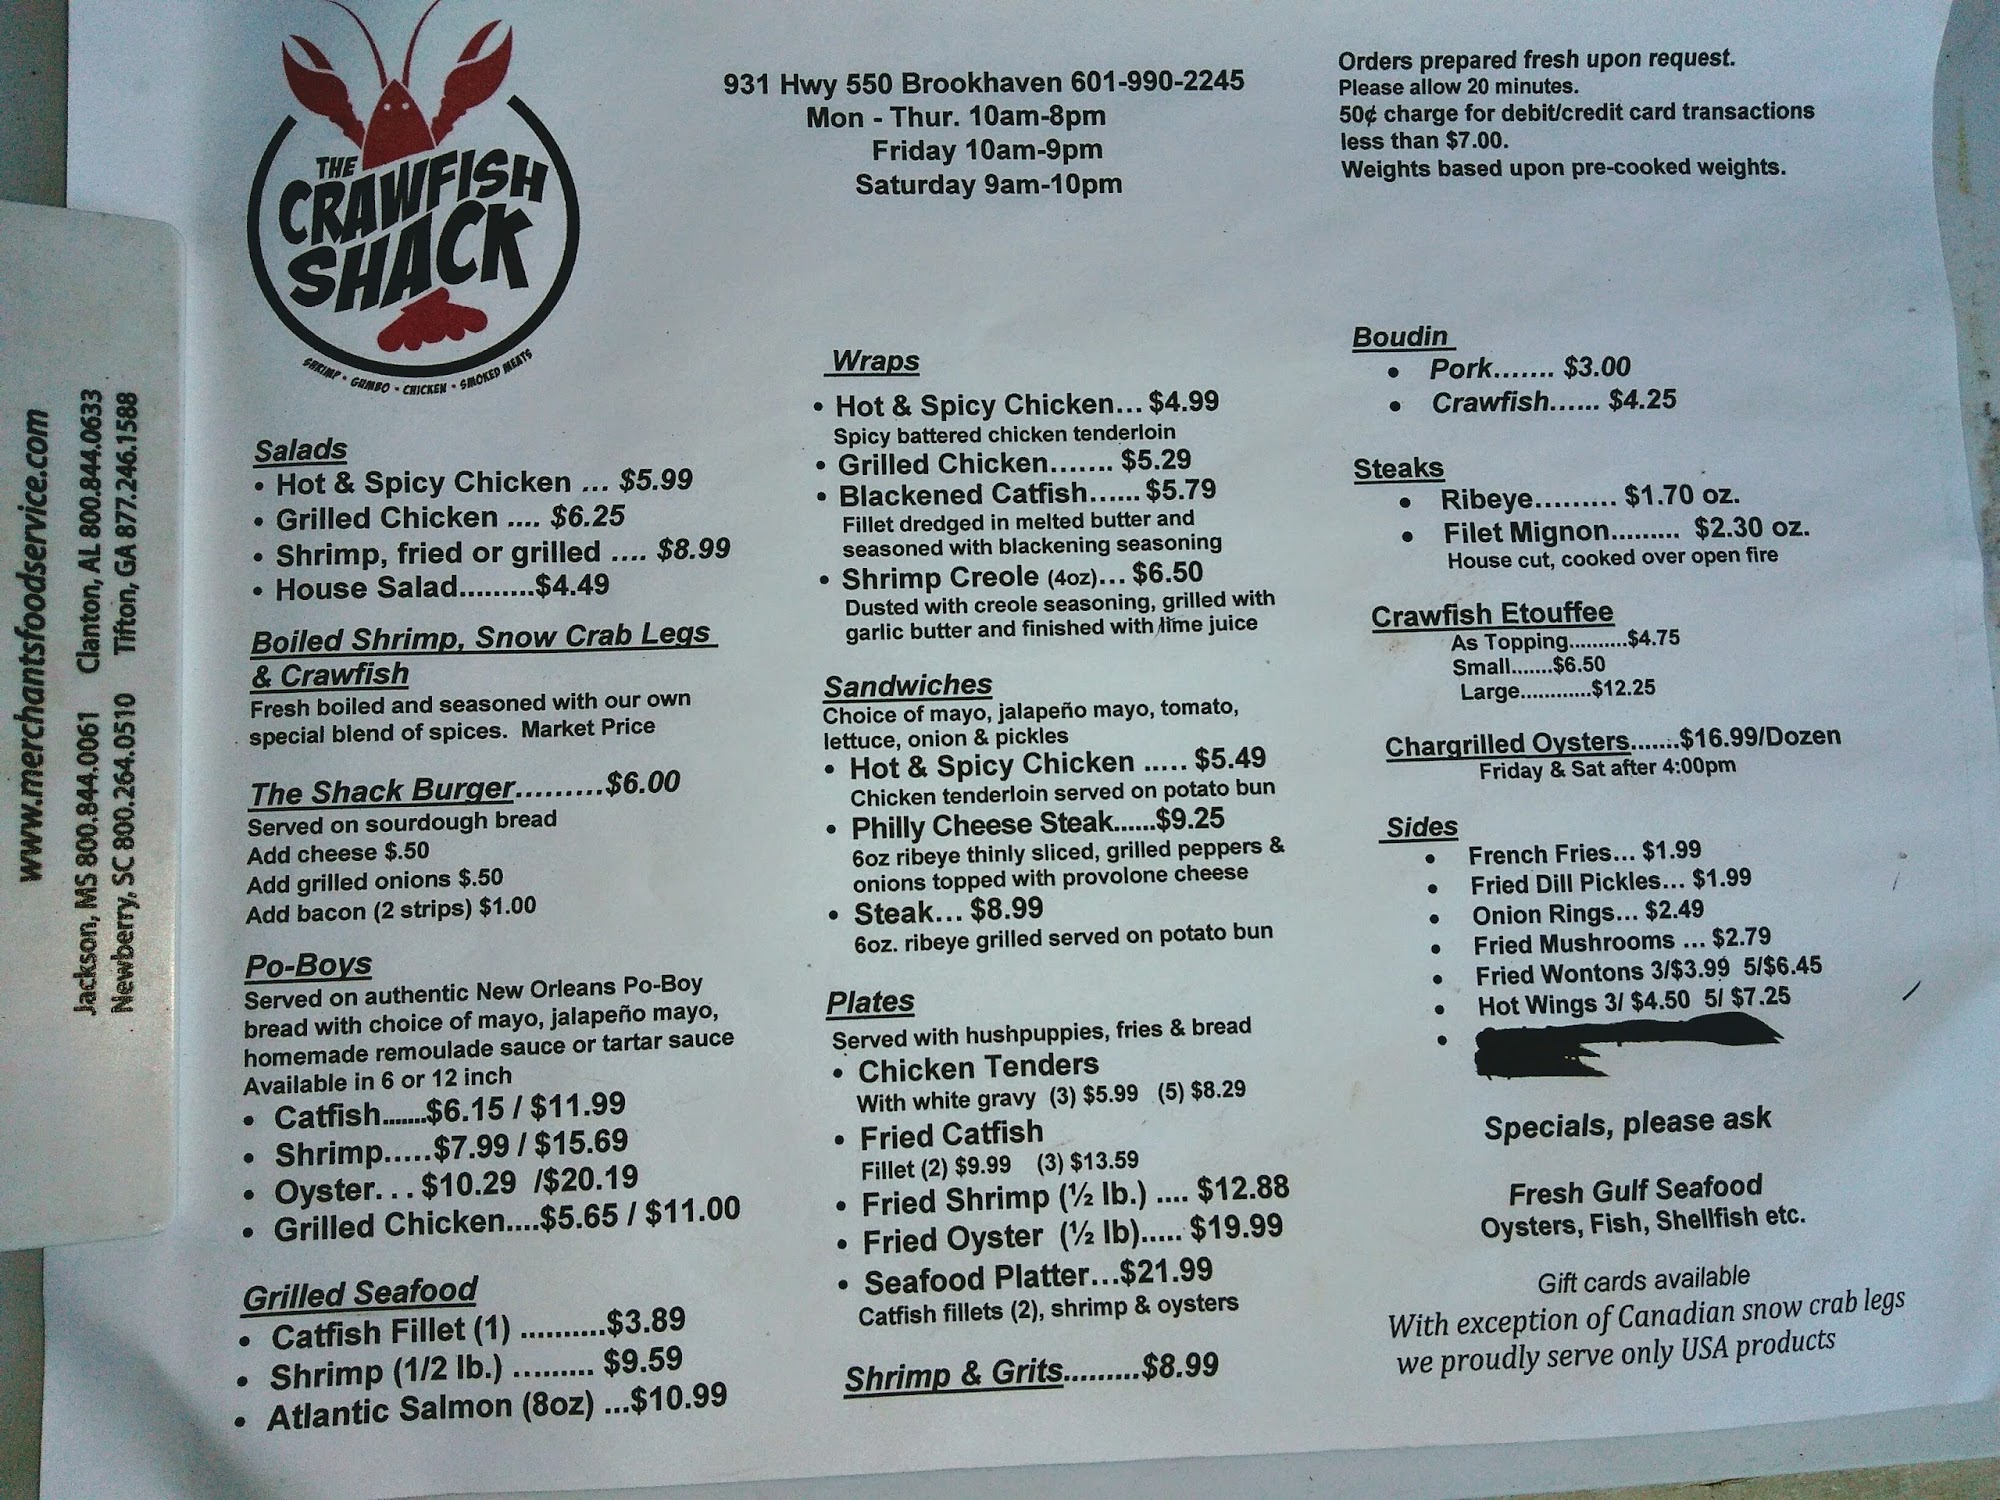 THE
CRAWFISH
SHACK
SHRIMP • GUMBO • CHICKEN • SMOKED MEATS
931 Hwy 550 Brookhaven 601-990-2245
Mon - Thur. 10am-8pm
Friday 10am-9pm
Saturday 9am-10pm
Orders prepared fresh upon request.
Please allow 20 minutes.
50¢ charge for debit/credit card transactions
less than $7.00.
Weights based upon pre-cooked weights.
www.merchantsfoodservice.com
Jackson, MS 800.844.0061 Clanton, AL 800.844.0633
Newberry, SC 800.264.0510 Tifton, GA 877.246.1588
Salads
• Hot & Spicy Chicken ... $5.99
• Grilled Chicken .... $6.25
• Shrimp, fried or grilled .... $8.99
• House Salad.........$4.49
Boiled Shrimp, Snow Crab Legs
& Crawfish
Fresh boiled and seasoned with our own
special blend of spices. Market Price
The Shack Burger.........$6.00
Served on sourdough bread
Add cheese $.50
Add grilled onions $.50
Add bacon (2 strips) $1.00
Po-Boys
Served on authentic New Orleans Po-Boy
bread with choice of mayo, jalapeño mayo,
homemade remoulade sauce or tartar sauce
Available in 6 or 12 inch
• Catfish.......$6.15 / $11.99
• Shrimp.....$7.99 / $15.69
• Oyster. . . $10.29 /$20.19
• Grilled Chicken....$5.65 / $11.00
Grilled Seafood
• Catfish Fillet (1) ..........$3.89
• Shrimp (1/2 lb.) ......... $9.59
• Atlantic Salmon (8oz) ...$10.99
Wraps
• Hot & Spicy Chicken... $4.99
Spicy battered chicken tenderloin
• Grilled Chicken....... $5.29
• Blackened Catfish...... $5.79
Fillet dredged in melted butter and
seasoned with blackening seasoning
• Shrimp Creole (4oz)... $6.50
Dusted with creole seasoning, grilled with
garlic butter and finished with lime juice
Sandwiches
Choice of mayo, jalapeño mayo, tomato,
lettuce, onion & pickles
• Hot & Spicy Chicken ..... $5.49
Chicken tenderloin served on potato bun
• Philly Cheese Steak......$9.25
6oz ribeye thinly sliced, grilled peppers &
onions topped with provolone cheese
• Steak... $8.99
6oz. ribeye grilled served on potato bun
Plates
Served with hushpuppies, fries & bread
• Chicken Tenders
With white gravy (3) $5.99 (5) $8.29
• Fried Catfish
Fillet (2) $9.99 (3) $13.59
• Fried Shrimp (½ lb.) .... $12.88
• Fried Oyster (½ lb)..... $19.99
• Seafood Platter...$21.99
Catfish fillets (2), shrimp & oysters
Shrimp & Grits.........$8.99
Boudin
• Pork....... $3.00
• Crawfish...... $4.25
Steaks
• Ribeye......... $1.70 oz.
• Filet Mignon......... $2.30 oz.
House cut, cooked over open fire
Crawfish Etouffee
As Topping..........$4.75
Small.......$6.50
Large............$12.25
Chargrilled Oysters.......$16.99/Dozen
Friday & Sat after 4:00pm
Sides
• French Fries... $1.99
• Fried Dill Pickles... $1.99
• Onion Rings... $2.49
• Fried Mushrooms ... $2.79
• Fried Wontons 3/$3.99 5/$6.45
• Hot Wings 3/ $4.50 5/ $7.25
•
Specials, please ask
Fresh Gulf Seafood
Oysters, Fish, Shellfish etc.
Gift cards available
With exception of Canadian snow crab legs
we proudly serve only USA products